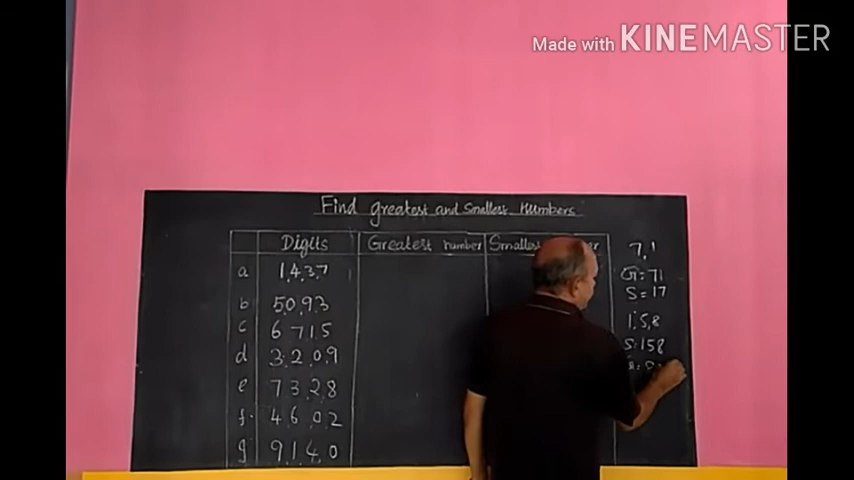 Made with KINEMASTER
Find greatest and Smallest Numbers
Digits Greatest number Smallest
a 1,4,3,7
b 5,0,9,3
c 6 7 1,5
d 3,2,0,9
e 7 3,2,8
f. 4 6,0,2
g 9,1,4,0
7,1
G=71
S=17
1,5,8
S:158